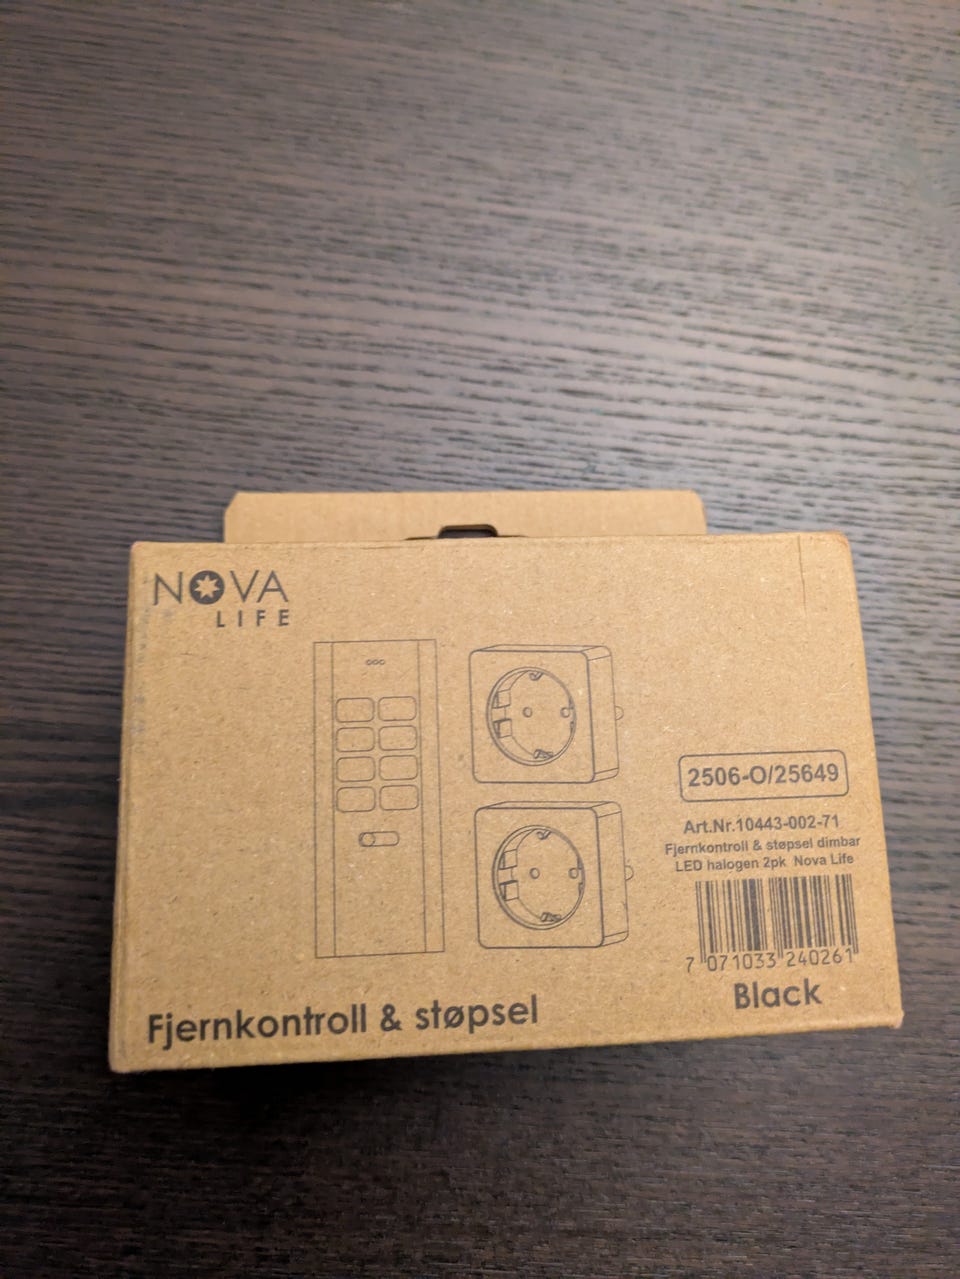 NOVA
LIFE
2506-O/25649
Art.Nr.10443-002-71
Fjernkontroll & støpsel dimbar
LED halogen 2pk Nova Life
7 071033 240261
Black
Fjernkontroll & støpsel